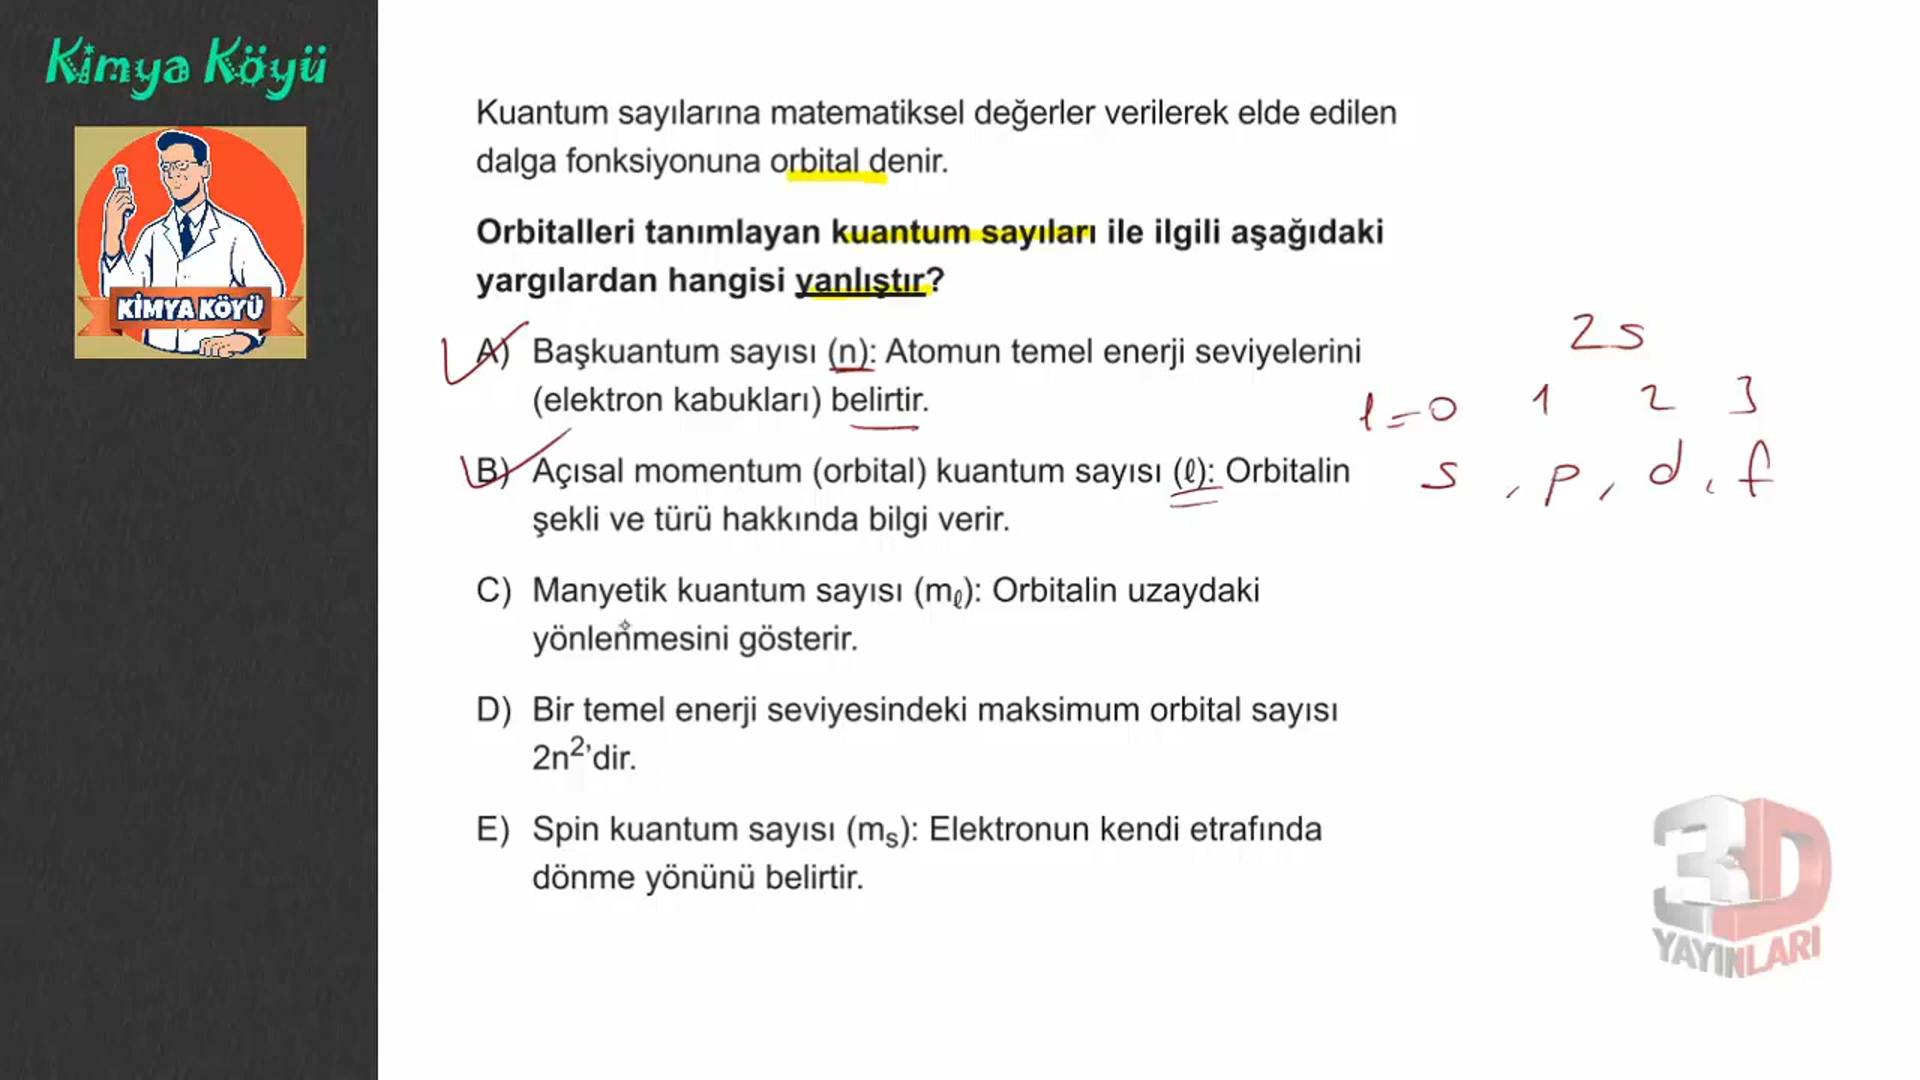 Kimya Köyü
KİMYA KÖYÜ
Kuantum sayılarına matematiksel değerler verilerek elde edilen
dalga fonksiyonuna orbital denir.
Orbitalleri tanımlayan kuantum sayıları ile ilgili aşağıdaki
yargılardan hangisi yanlıştır?
A) Başkuantum sayısı (n): Atomun temel enerji seviyelerini
(elektron kabukları) belirtir.
B) Açısal momentum (orbital) kuantum sayısı (ℓ): Orbitalin
şekli ve türü hakkında bilgi verir.
C) Manyetik kuantum sayısı (mℓ): Orbitalin uzaydaki
yönlenmesini gösterir.
D) Bir temel enerji seviyesindeki maksimum orbital sayısı
2n²'dir.
E) Spin kuantum sayısı (ms): Elektronun kendi etrafında
dönme yönünü belirtir.
2s
l=0 1 2 3
s, p, d, f
3D
YAYINLARI